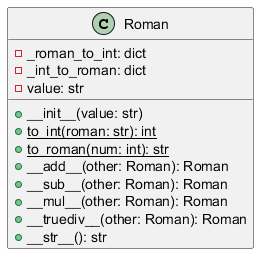 C Roman
_roman_to_int: dict
_int_to_roman: dict
value: str
__init__(value: str)
to_int(roman: str): int
to_roman(num: int): str
__add__(other: Roman): Roman
__sub__(other: Roman): Roman
__mul__(other: Roman): Roman
__truediv__(other: Roman): Roman
__str__(): str